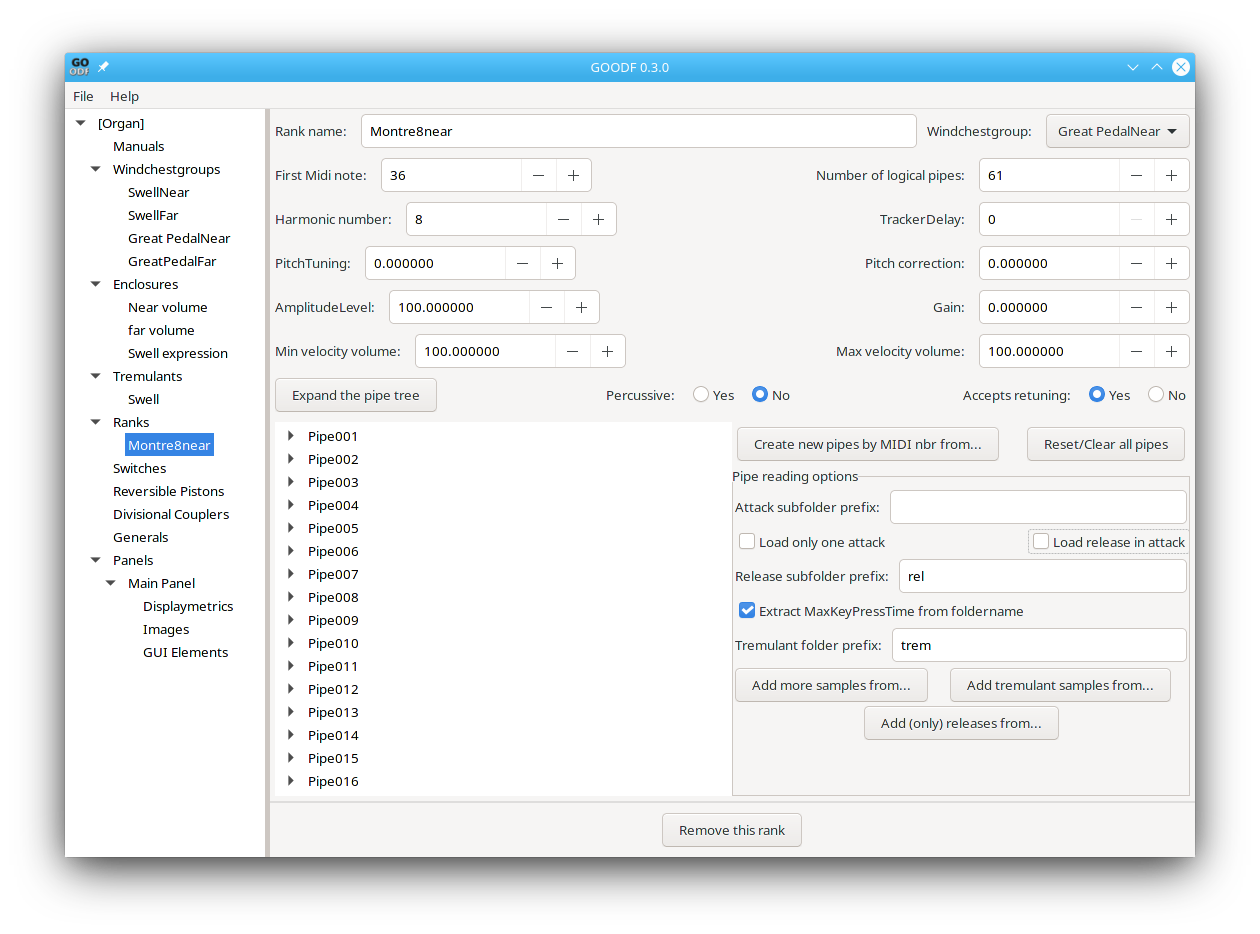 GO
ODF
GOODF 0.3.0
File Help
[Organ]
Manuals
Windchestgroups
SwellNear
SwellFar
Great PedalNear
GreatPedalFar
Enclosures
Near volume
far volume
Swell expression
Tremulants
Swell
Ranks
Montre8near
Switches
Reversible Pistons
Divisional Couplers
Generals
Panels
Main Panel
Displaymetrics
Images
GUI Elements
Rank name: Montre8near Windchestgroup: Great PedalNear
First Midi note: 36 Number of logical pipes: 61
Harmonic number: 8 TrackerDelay: 0
PitchTuning: 0.000000 Pitch correction: 0.000000
AmplitudeLevel: 100.000000 Gain: 0.000000
Min velocity volume: 100.000000 Max velocity volume: 100.000000
Expand the pipe tree Percussive: Yes No Accepts retuning: Yes No
Pipe001
Pipe002
Pipe003
Pipe004
Pipe005
Pipe006
Pipe007
Pipe008
Pipe009
Pipe010
Pipe011
Pipe012
Pipe013
Pipe014
Pipe015
Pipe016
Create new pipes by MIDI nbr from... Reset/Clear all pipes
Pipe reading options
Attack subfolder prefix:
Load only one attack Load release in attack
Release subfolder prefix: rel
Extract MaxKeyPressTime from foldername
Tremulant folder prefix: trem
Add more samples from... Add tremulant samples from...
Add (only) releases from...
Remove this rank